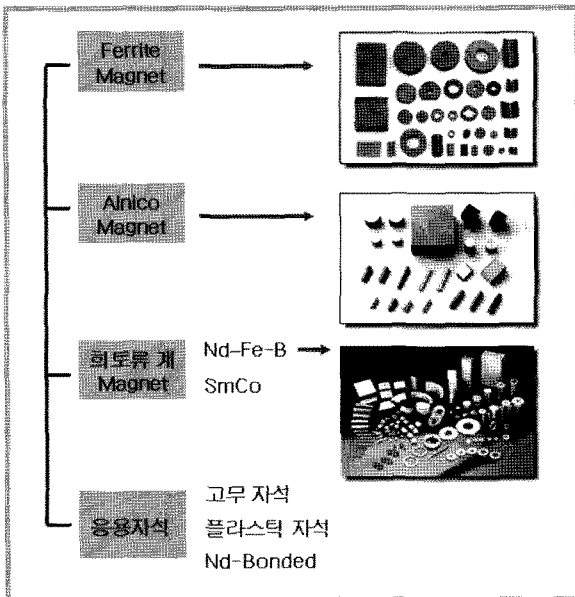 Ferrite
Magnet
Alnico
Magnet
희토류 계
Magnet
Nd-Fe-B
SmCo
응용자석
고무 자석
플라스틱 자석
Nd-Bonded